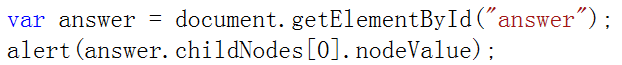 var answer = document.getElementById("answer");
alert(answer.childNodes[0].nodeValue);